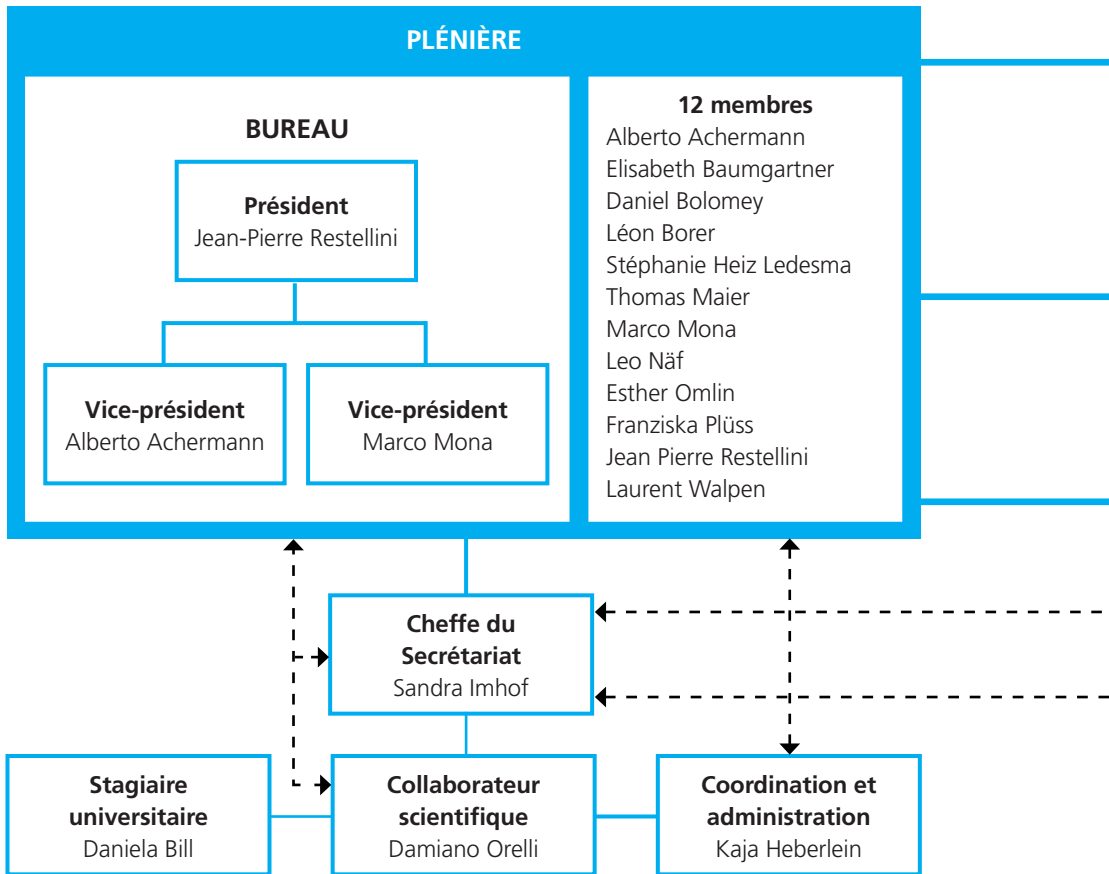 PLÉNIÈRE
BUREAU
Président
Jean-Pierre Restellini
Vice-président
Alberto Achermann
Vice-président
Marco Mona
12 membres
Alberto Achermann
Elisabeth Baumgartner
Daniel Bolomey
Léon Borer
Stéphanie Heiz Ledesma
Thomas Maier
Marco Mona
Leo Näf
Esther Omlin
Franziska Plüss
Jean Pierre Restellini
Laurent Walpen
Cheffe du
Secrétariat
Sandra Imhof
Stagiaire
universitaire
Daniela Bill
Collaborateur
scientifique
Damiano Orelli
Coordination et
administration
Kaja Heberlein